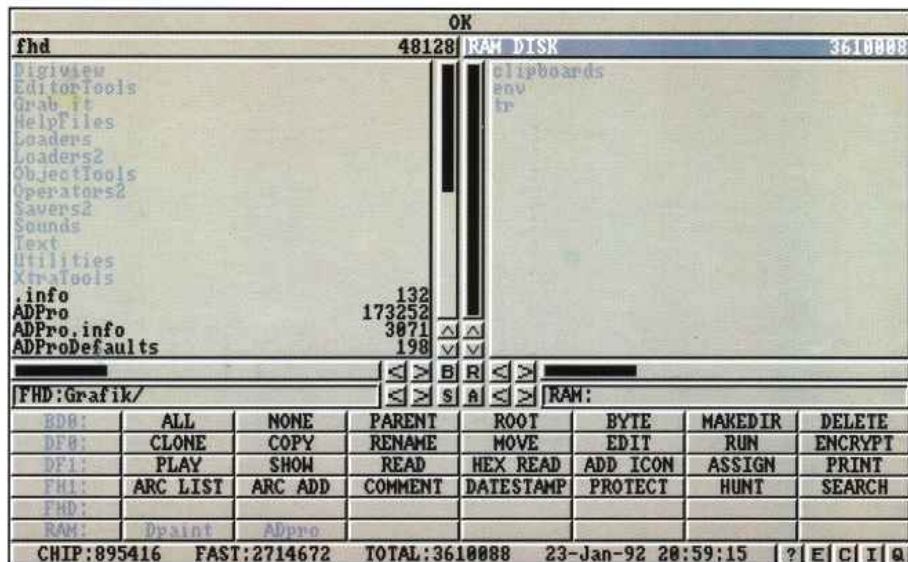 OK
fhd 48128 RAM DISK 3610088
Digiview
EditorTools
Grab it
HelpFiles
Loaders
Loaders2
ObjectTools
Operators2
Savers2
Sounds
Text
Utilities
XtraTools
.info 132
ADPro 173252
ADPro.info 3071
ADProDefaults 198
clipboards
env
tr
< > B R < >
FHD:Grafik/ < > S A < > RAM:
BD0: ALL NONE PARENT ROOT BYTE MAKEDIR DELETE
DF0: CLONE COPY RENAME MOVE EDIT RUN ENCRYPT
DF1: PLAY SHOW READ HEX READ ADD ICON ASSIGN PRINT
FH1: ARC LIST ARC ADD COMMENT DATESTAMP PROTECT HUNT SEARCH
FHD:
RAM: Dpaint ADpro
CHIP:895416 FAST:2714672 TOTAL:3610088 23-Jan-92 20:59:15 ? E C I Q